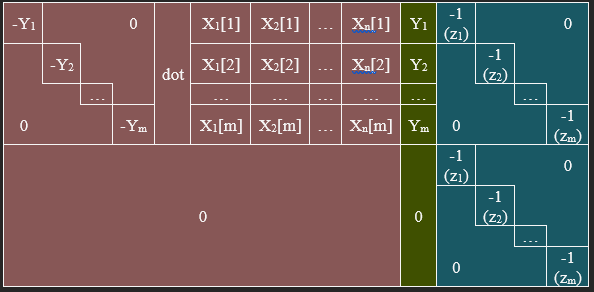 -Y₁ 0 dot X₁[1] X₂[1] ... Xₙ[1] Y₁ -1 (z₁) 0
-Y₂ X₁[2] X₂[2] ... Xₙ[2] Y₂ -1 (z₂)
... ... ... ... ... ... ...
0 -Yₘ X₁[m] X₂[m] ... Xₙ[m] Yₘ 0 -1 (zₘ)
-1 (z₁) 0
0 0 -1 (z₂)
...
0 -1 (zₘ)